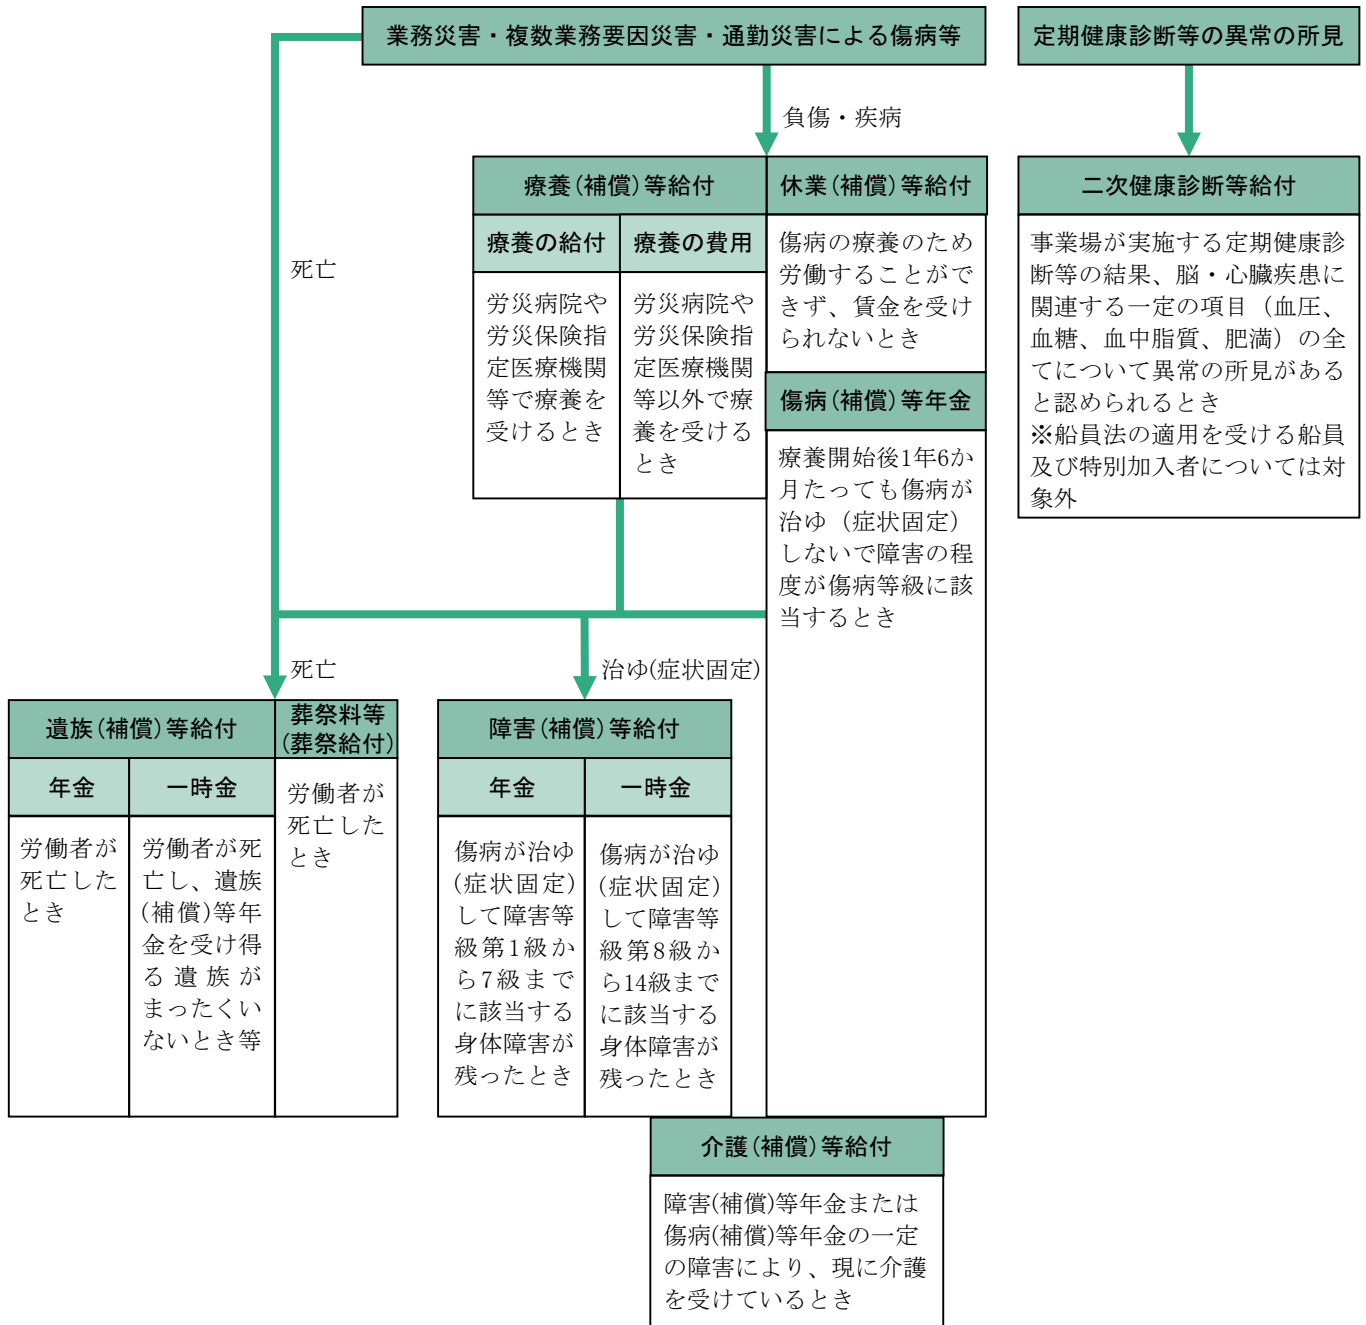 業務災害・複数業務要因災害・通勤災害による傷病等
定期健康診断等の異常の所見
負傷・疾病
死亡
療養(補償)等給付
療養の給付
労災病院や
労災保険指
定医療機関
等で療養を
受けるとき
療養の費用
労災病院や
労災保険指
定医療機関
等以外で療
養を受ける
とき
休業(補償)等給付
傷病の療養のため
労働することがで
きず、賃金を受け
られないとき
傷病(補償)等年金
療養開始後1年6か
月たっても傷病が
治ゆ（症状固定）
しないで障害の程
度が傷病等級に該
当するとき
二次健康診断等給付
事業場が実施する定期健康診
断等の結果、脳・心臓疾患に
関連する一定の項目（血圧、
血糖、血中脂質、肥満）の全
てについて異常の所見がある
と認められるとき
※船員法の適用を受ける船員
及び特別加入者については対
象外
死亡
治ゆ(症状固定)
遺族(補償)等給付
年金
労働者が
死亡した
とき
一時金
労働者が死
亡し、遺族
(補償)等年
金を受け得
る遺族が
まったくい
ないとき等
葬祭料等
(葬祭給付)
労働者が
死亡した
とき
障害(補償)等給付
年金
傷病が治ゆ
(症状固定)
して障害等
級第1級か
ら7級まで
に該当する
身体障害が
残ったとき
一時金
傷病が治ゆ
(症状固定)
して障害等
級第8級か
ら14級まで
に該当する
身体障害が
残ったとき
介護(補償)等給付
障害(補償)等年金または
傷病(補償)等年金の一定
の障害により、現に介護
を受けているとき